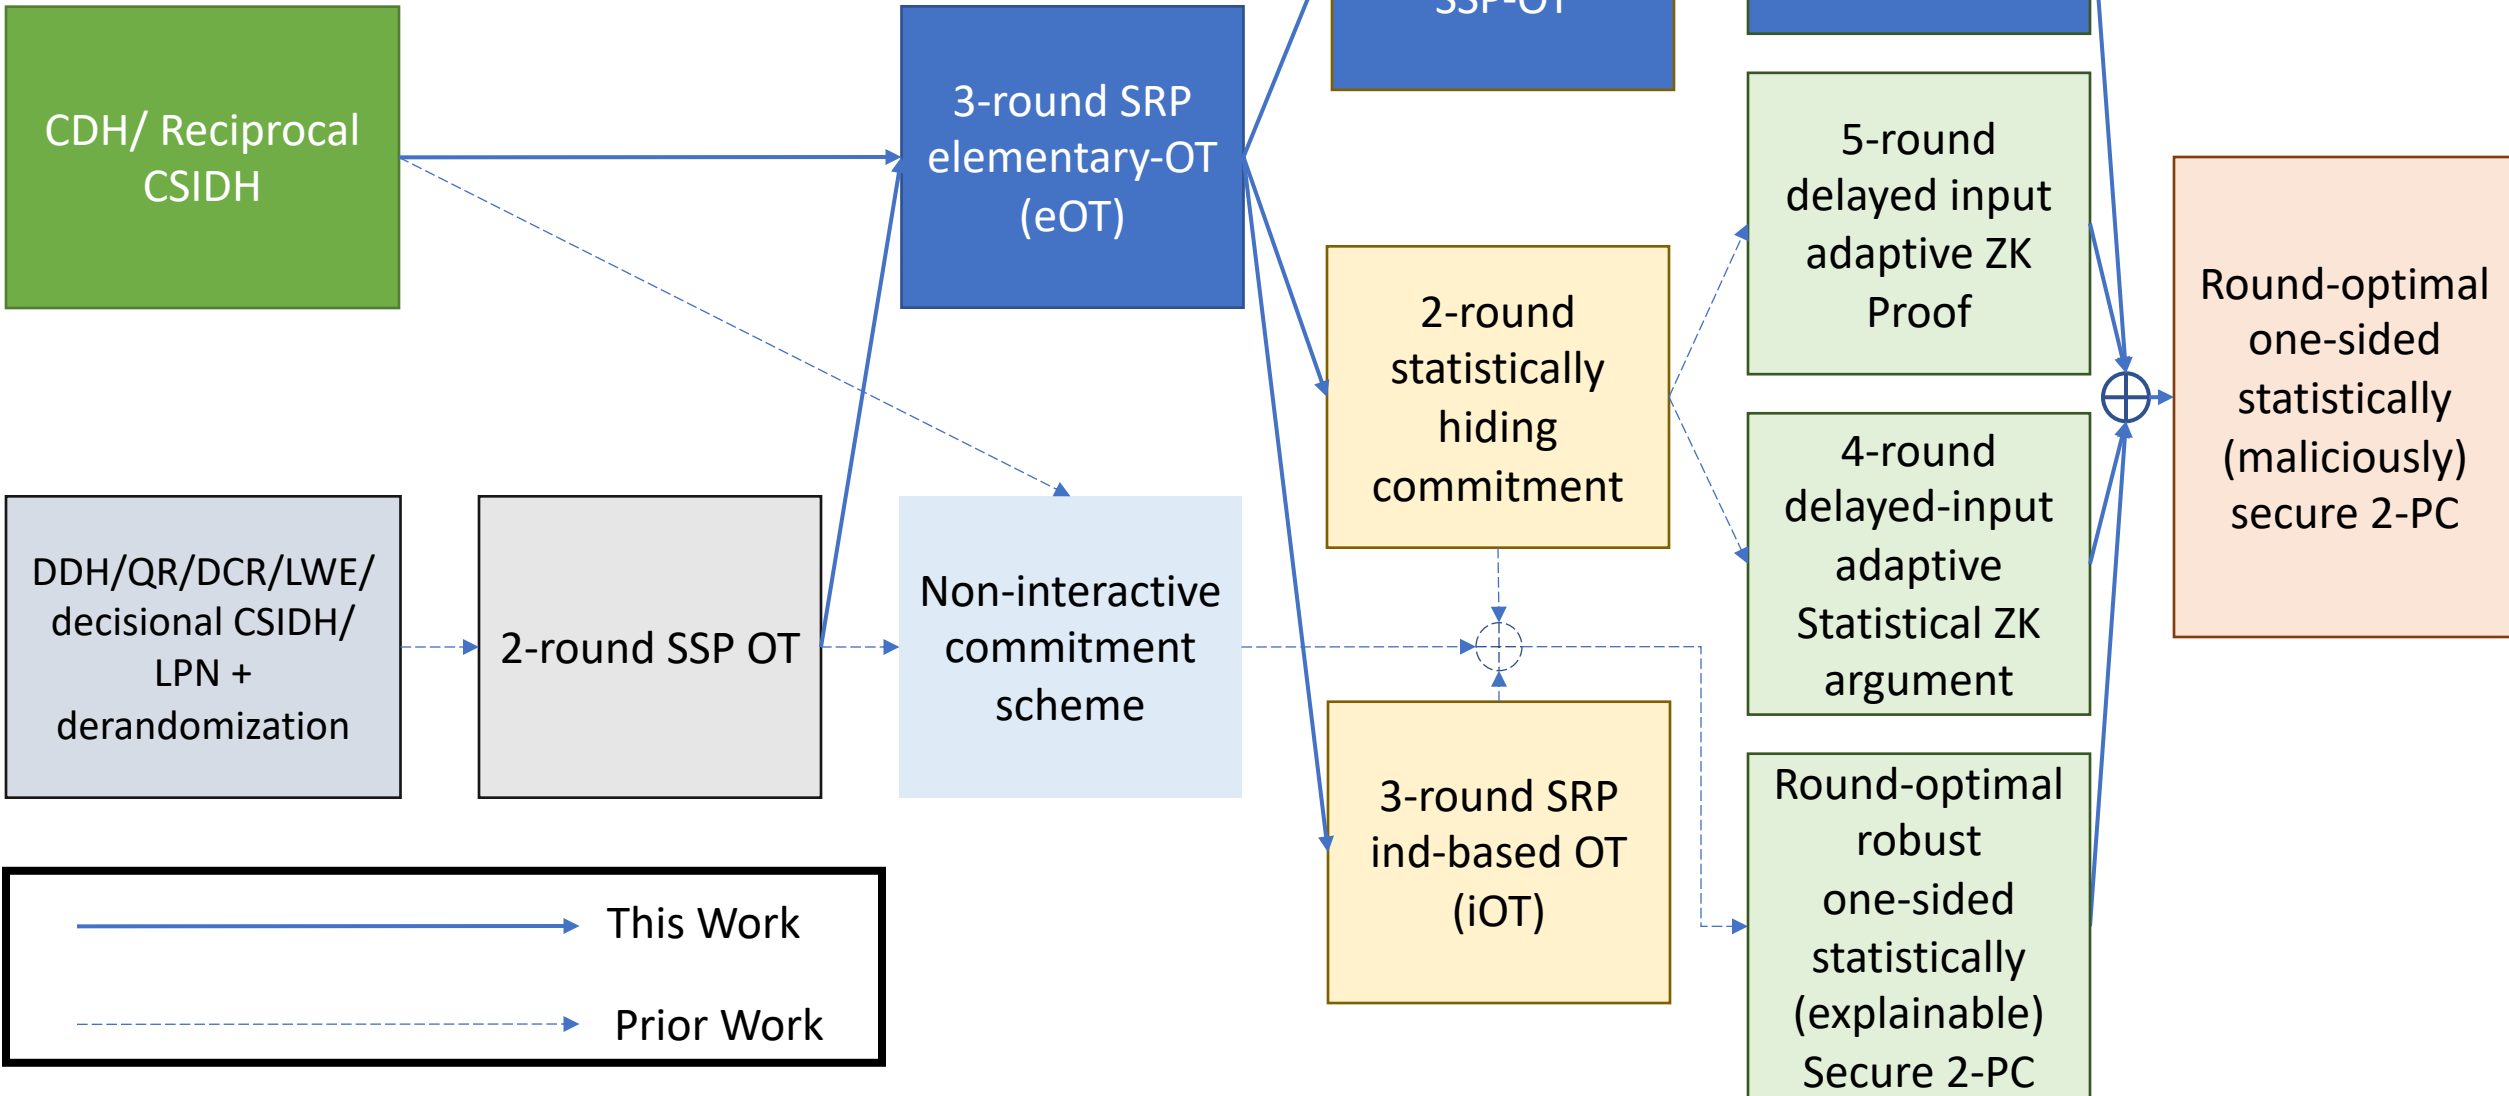 SSP-OT
CDH/ Reciprocal
CSIDH
3-round SRP
elementary-OT
(eOT)
5-round
delayed input
adaptive ZK
Proof
2-round
statistically
hiding
commitment
Round-optimal
one-sided
statistically
(maliciously)
secure 2-PC
4-round
delayed-input
adaptive
Statistical ZK
argument
DDH/QR/DCR/LWE/
decisional CSIDH/
LPN +
derandomization
2-round SSP OT
Non-interactive
commitment
scheme
3-round SRP
ind-based OT
(iOT)
Round-optimal
robust
one-sided
statistically
(explainable)
Secure 2-PC
This Work
Prior Work